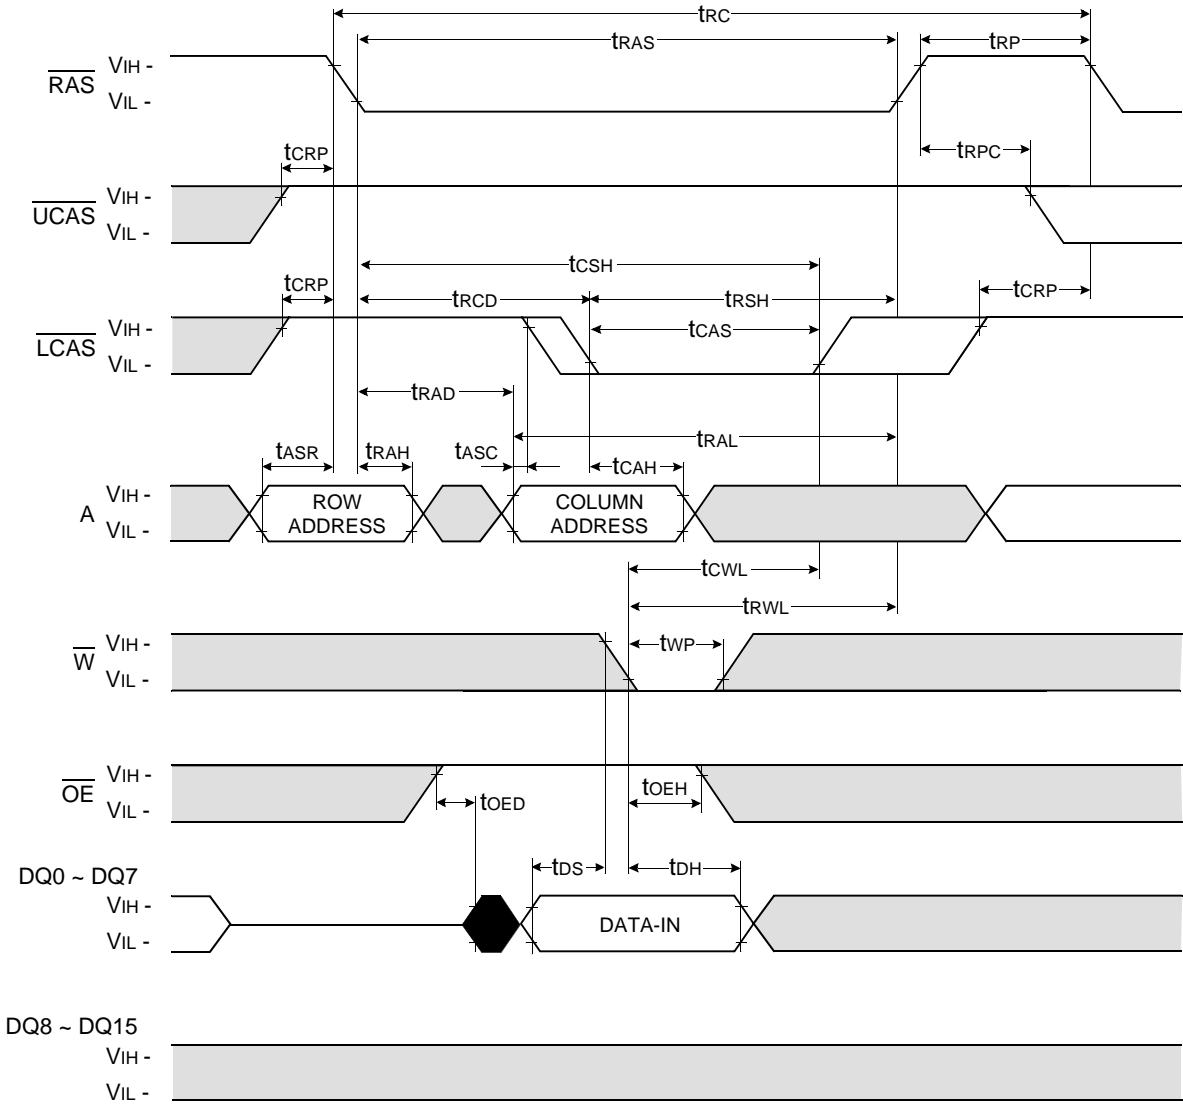 tRC
tRAS
tRP
RAS
VIH -
VIL -
tCRP
tRPC
UCAS
VIH -
VIL -
tCSH
tCRP
tRCD
tRSH
tCRP
LCAS
VIH -
VIL -
tCAS
tRAD
tRAL
tASR
tRAH
tASC
tCAH
A
VIH -
VIL -
ROW
ADDRESS
COLUMN
ADDRESS
tCWL
tRWL
W
VIH -
VIL -
tWP
OE
VIH -
VIL -
tOED
tOEH
tDS
tDH
DQ0 ~ DQ7
VIH -
VIL -
DATA-IN
DQ8 ~ DQ15
VIH -
VIL -